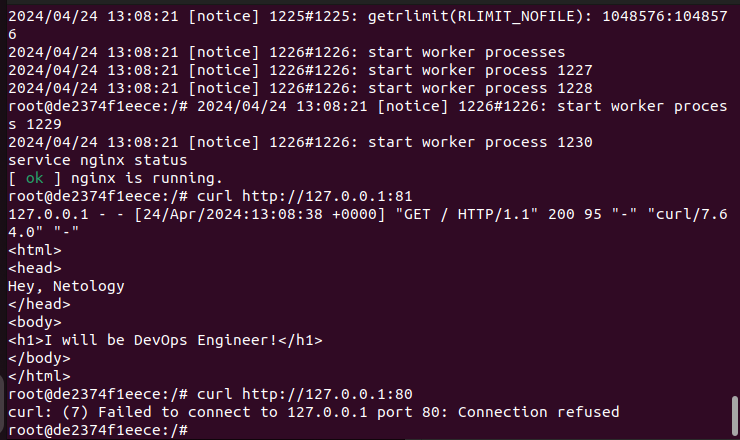 2024/04/24 13:08:21 [notice] 1225#1225: getrlimit(RLIMIT_NOFILE): 1048576:104857
6
2024/04/24 13:08:21 [notice] 1226#1226: start worker processes
2024/04/24 13:08:21 [notice] 1226#1226: start worker process 1227
2024/04/24 13:08:21 [notice] 1226#1226: start worker process 1228
root@de2374f1eece:/# 2024/04/24 13:08:21 [notice] 1226#1226: start worker proces
s 1229
2024/04/24 13:08:21 [notice] 1226#1226: start worker process 1230
service nginx status
[ ok ] nginx is running.
root@de2374f1eece:/# curl http://127.0.0.1:81
127.0.0.1 - - [24/Apr/2024:13:08:38 +0000] "GET / HTTP/1.1" 200 95 "-" "curl/7.6
4.0" "-"
<html>
<head>
Hey, Netology
</head>
<body>
<h1>I will be DevOps Engineer!</h1>
</body>
</html>
root@de2374f1eece:/# curl http://127.0.0.1:80
curl: (7) Failed to connect to 127.0.0.1 port 80: Connection refused
root@de2374f1eece:/#